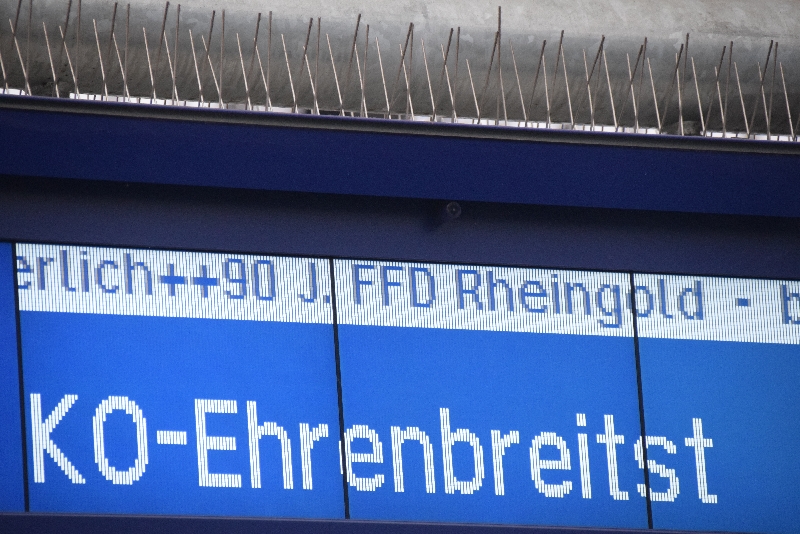 erlich++90 J. FFD Rheingold - b
KO-Ehrenbreitst